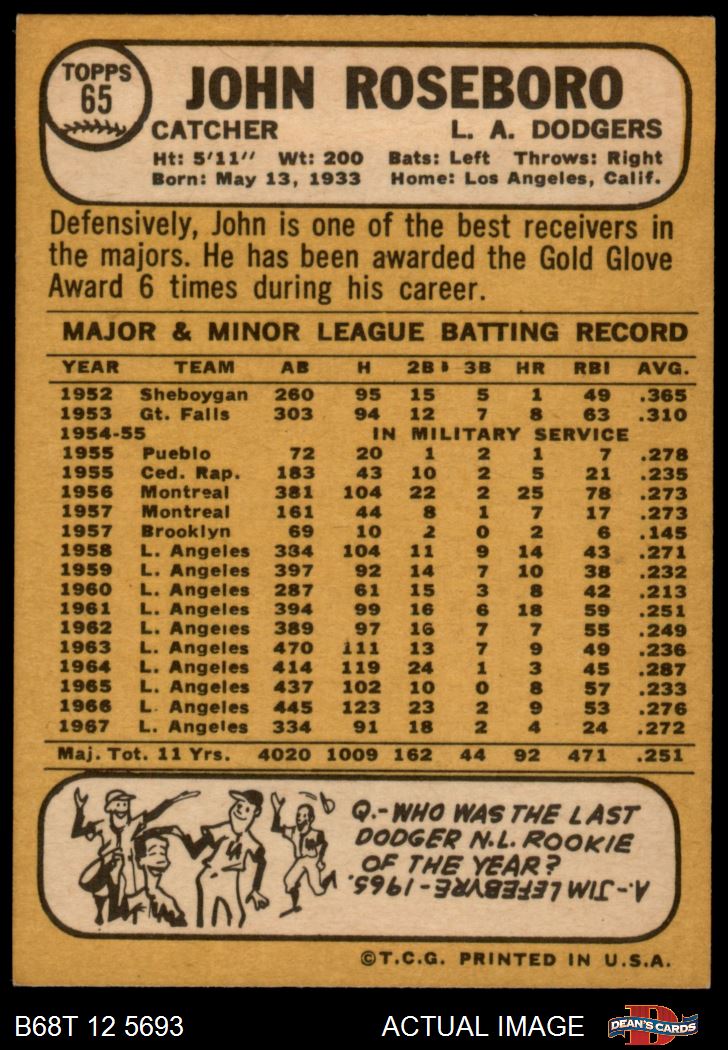 TOPPS
65
JOHN ROSEBORO
CATCHER L. A. DODGERS
Ht: 5'11" Wt: 200 Bats: Left Throws: Right
Born: May 13, 1933 Home: Los Angeles, Calif.
Defensively, John is one of the best receivers in
the majors. He has been awarded the Gold Glove
Award 6 times during his career.
MAJOR & MINOR LEAGUE BATTING RECORD
YEAR TEAM AB H 2B 3B HR RBI AVG.
1952 Sheboygan 260 95 15 5 1 49 .365
1953 Gt. Falls 303 94 12 7 8 63 .310
1954-55 IN MILITARY SERVICE
1955 Pueblo 72 20 1 2 1 7 .278
1955 Ced. Rap. 183 43 10 2 5 21 .235
1956 Montreal 381 104 22 2 25 78 .273
1957 Montreal 161 44 8 1 7 17 .273
1957 Brooklyn 69 10 2 0 2 6 .145
1958 L. Angeles 384 104 11 9 14 43 .271
1959 L. Angeles 397 92 14 7 10 38 .232
1960 L. Angeles 287 61 15 3 8 42 .213
1961 L. Angeles 394 99 16 6 18 59 .251
1962 L. Angeles 389 97 16 7 7 55 .249
1963 L. Angeles 470 111 13 7 9 49 .236
1964 L. Angeles 414 119 24 1 3 45 .287
1965 L. Angeles 437 102 10 0 8 57 .233
1966 L. Angeles 445 123 23 2 9 53 .276
1967 L. Angeles 334 91 18 2 4 24 .272
Maj. Tot. 11 Yrs. 4020 1009 162 44 92 471 .251
Q.-WHO WAS THE LAST
DODGER N.L. ROOKIE
OF THE YEAR?
A-JIM LEFEBVRE-1965.
©T.C.G. PRINTED IN U.S.A.
B68T 12 5693 ACTUAL IMAGE DEAN'S CARDS